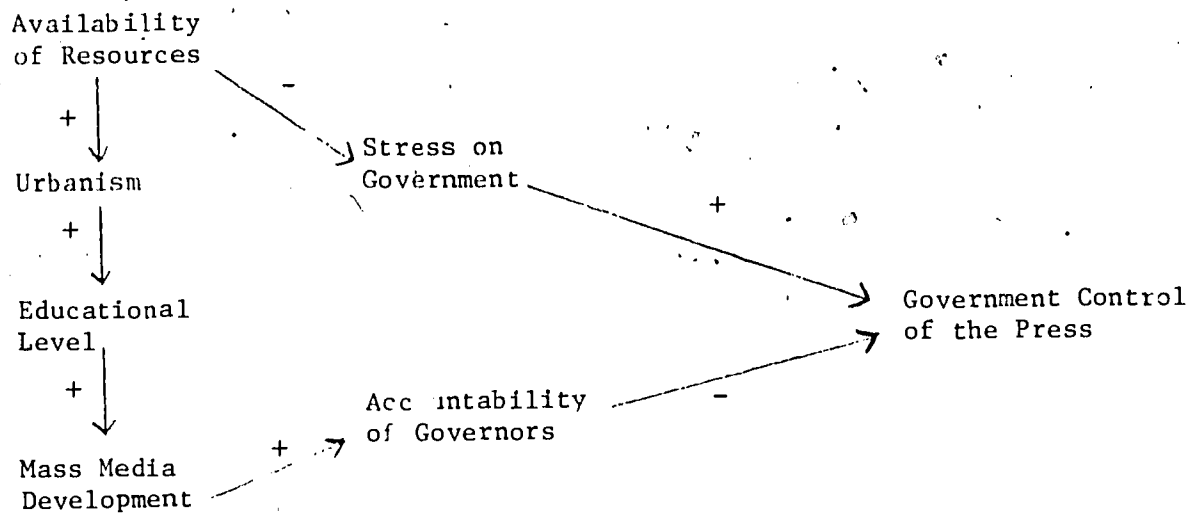 Availability
of Resources
-
+
Stress on
Government
Urbanism
+
+
Educational
Level
Government Control
of the Press
+
Acc untability
of Governors
-
+
Mass Media
Development